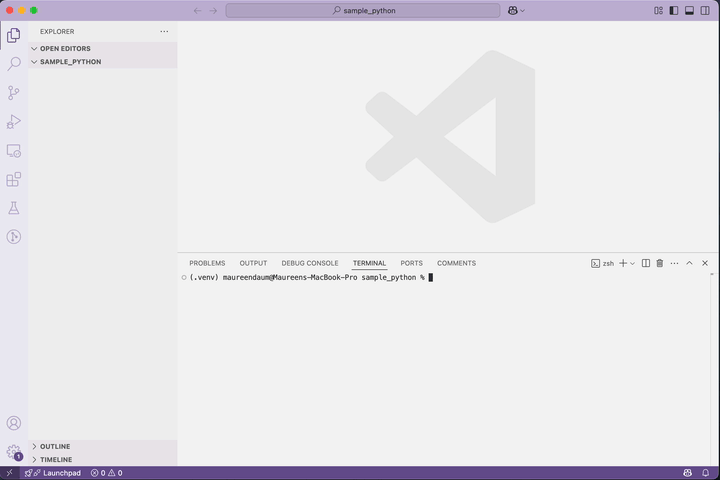 sample_python
EXPLORER
OPEN EDITORS
SAMPLE_PYTHON
PROBLEMS OUTPUT DEBUG CONSOLE TERMINAL PORTS COMMENTS zsh
(.venv) maureendaum@Maureens-MacBook-Pro sample_python %
OUTLINE
TIMELINE
1
Launchpad 0 0